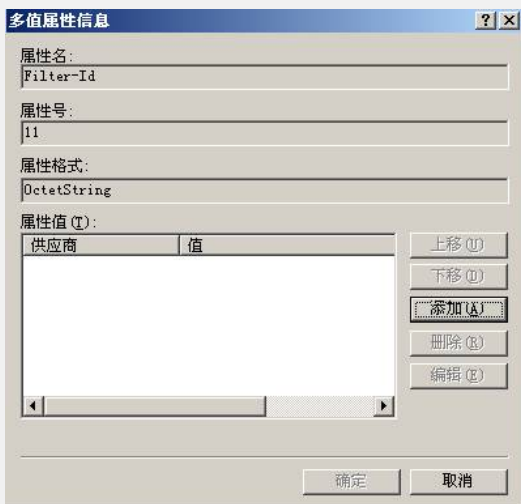 多值属性信息
属性名:
Filter-Id
属性号:
11
属性格式:
OctetString
属性值(T):
供应商 值
上移(U)
下移(D)
添加(A)
删除(R)
编辑(E)
确定 取消